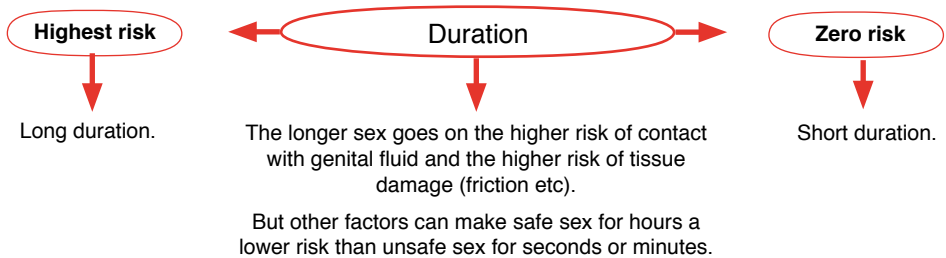 Highest risk
Duration
Zero risk
Long duration.
The longer sex goes on the higher risk of contact
with genital fluid and the higher risk of tissue
damage (friction etc).
But other factors can make safe sex for hours a
lower risk than unsafe sex for seconds or minutes.
Short duration.